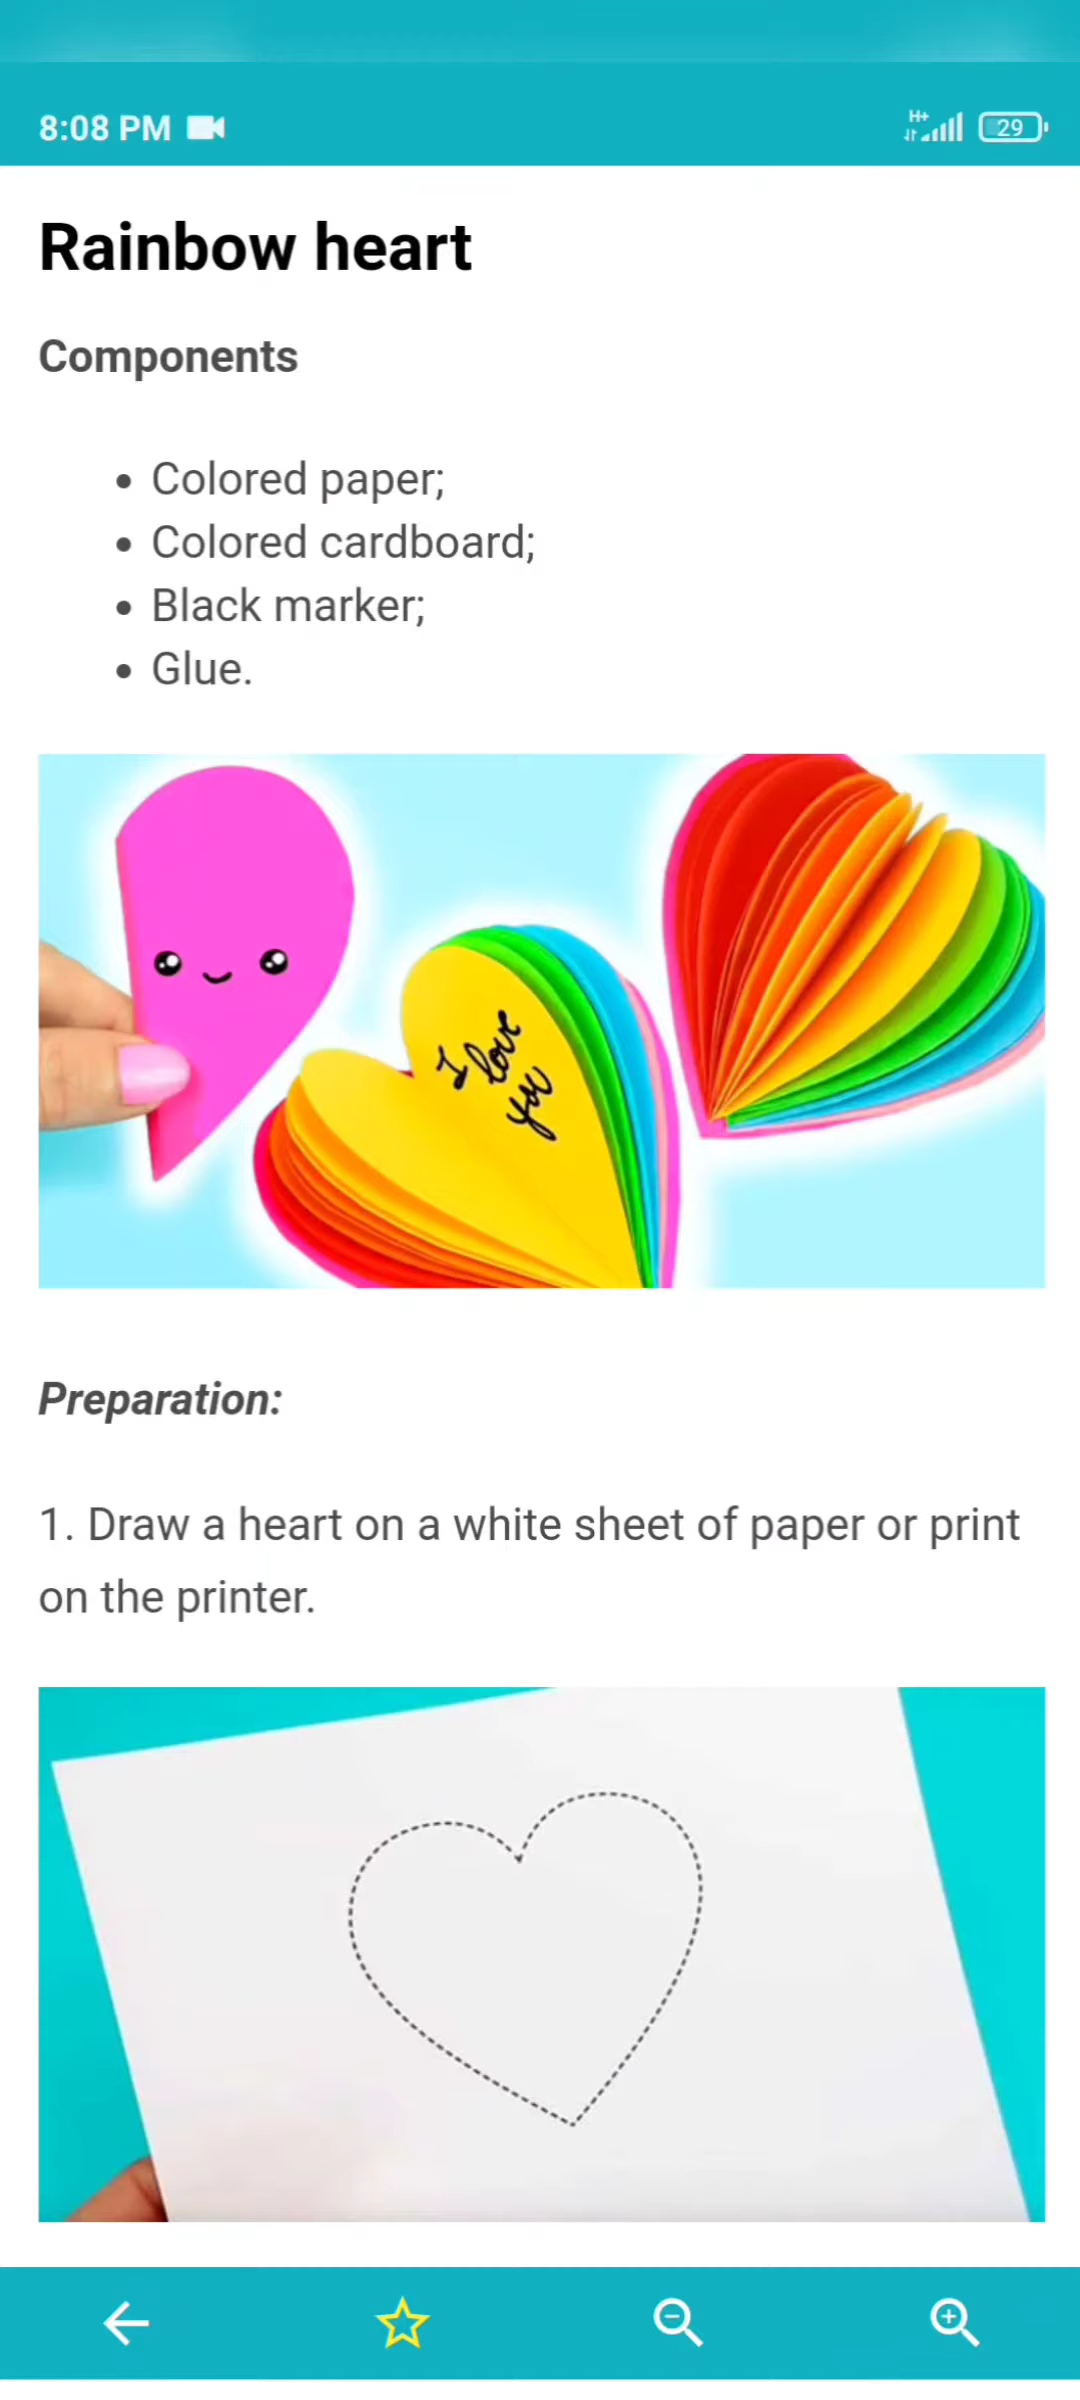 8:08 PM
H+
29
Rainbow heart
Components
Colored paper;
Colored cardboard;
Black marker;
Glue.
I love
you
Preparation:
1. Draw a heart on a white sheet of paper or print
on the printer.